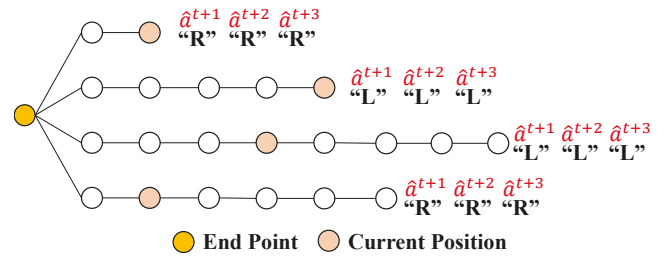 â^{t+1} â^{t+2} â^{t+3}
“R” “R” “R”
â^{t+1} â^{t+2} â^{t+3}
“L” “L” “L”
â^{t+1} â^{t+2} â^{t+3}
“L” “L” “L”
â^{t+1} â^{t+2} â^{t+3}
“R” “R” “R”
End Point Current Position